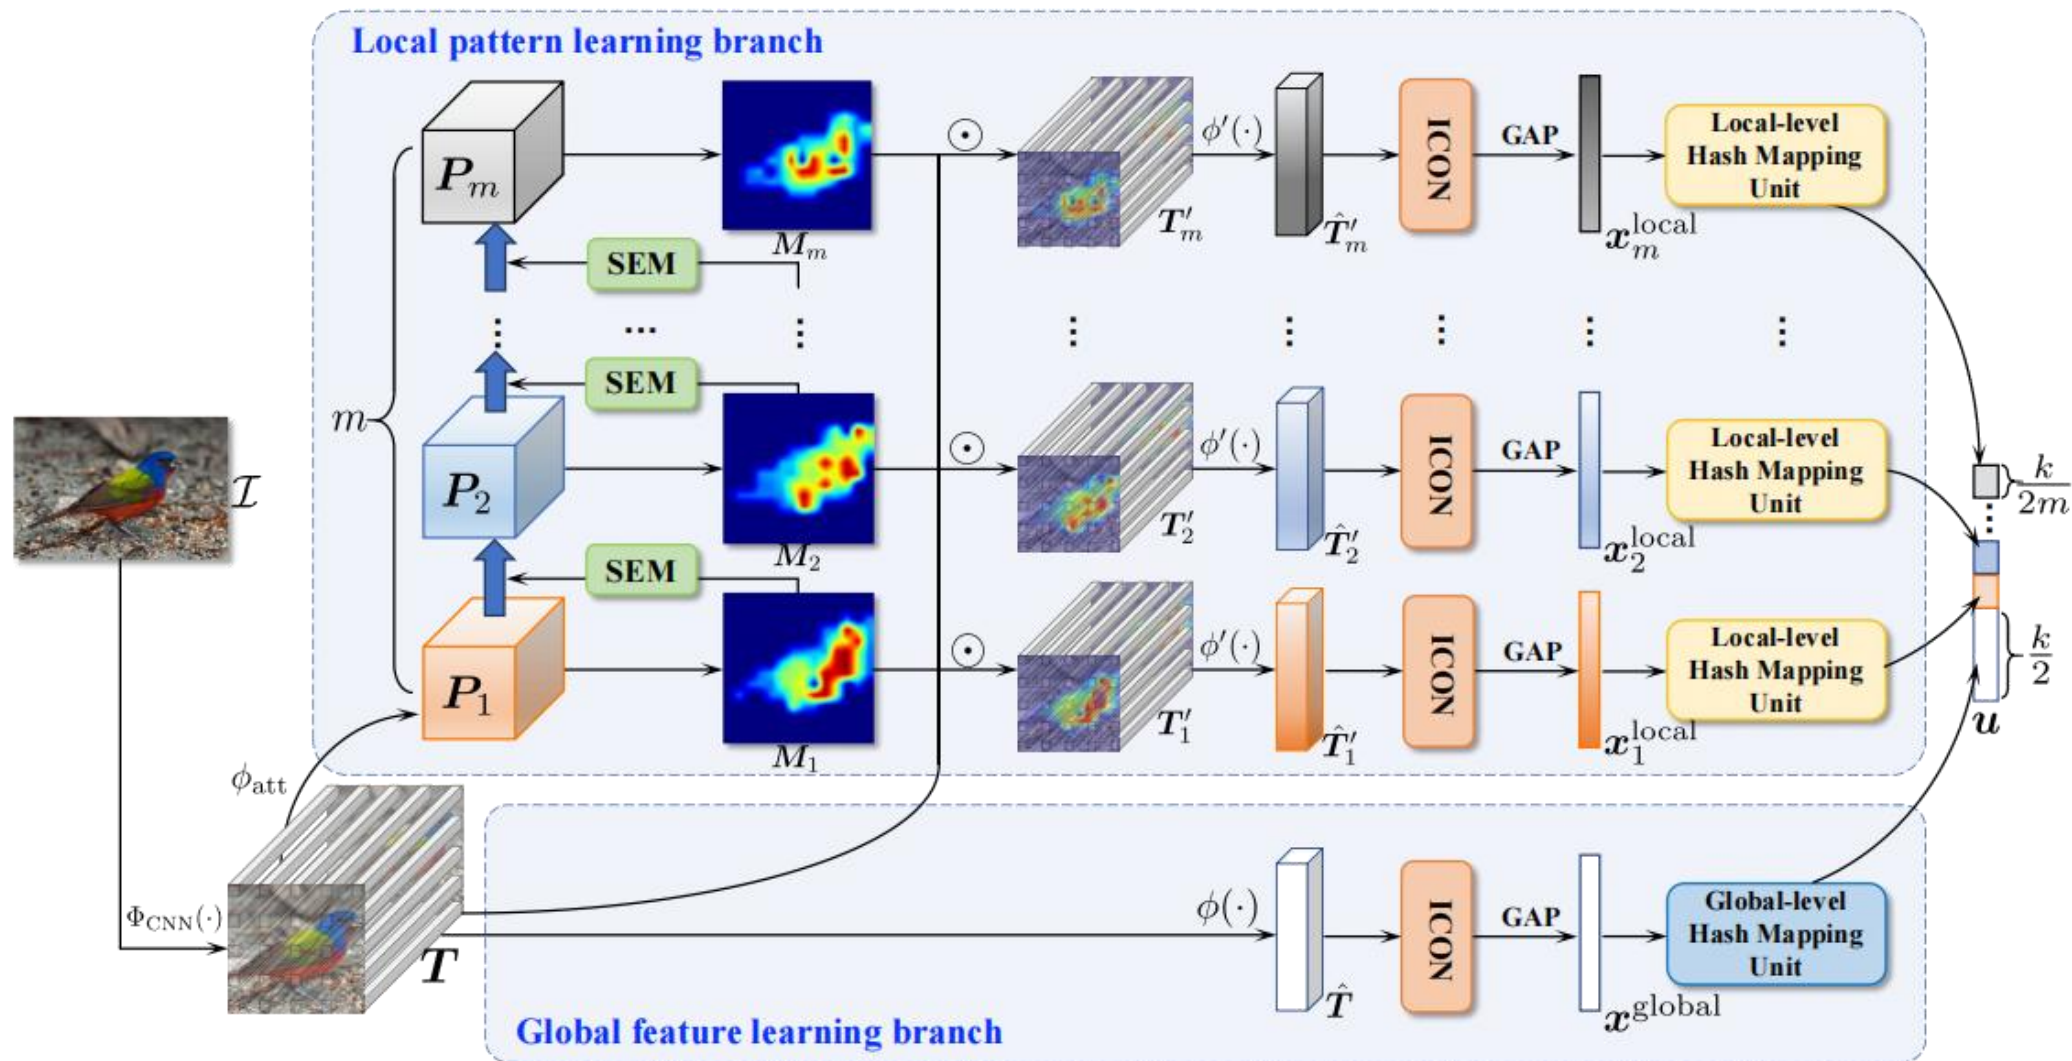 Local pattern learning branch
P_m
M_m
⊙
T'_m
ϕ′(·)
T̂'_m
ICON
GAP
x_m^local
Local-level
Hash Mapping
Unit
SEM
⋮
⋯
⋮
⋮
⋮
⋮
⋮
⋮
SEM
m
P_2
M_2
⊙
T'_2
ϕ′(·)
T̂'_2
ICON
GAP
x_2^local
Local-level
Hash Mapping
Unit
k/2m
⋮
I
SEM
P_1
M_1
⊙
T'_1
ϕ′(·)
T̂'_1
ICON
GAP
x_1^local
Local-level
Hash Mapping
Unit
k/2
u
ϕ_att
Φ_CNN(·)
T
ϕ(·)
T̂
ICON
GAP
x^global
Global-level
Hash Mapping
Unit
Global feature learning branch